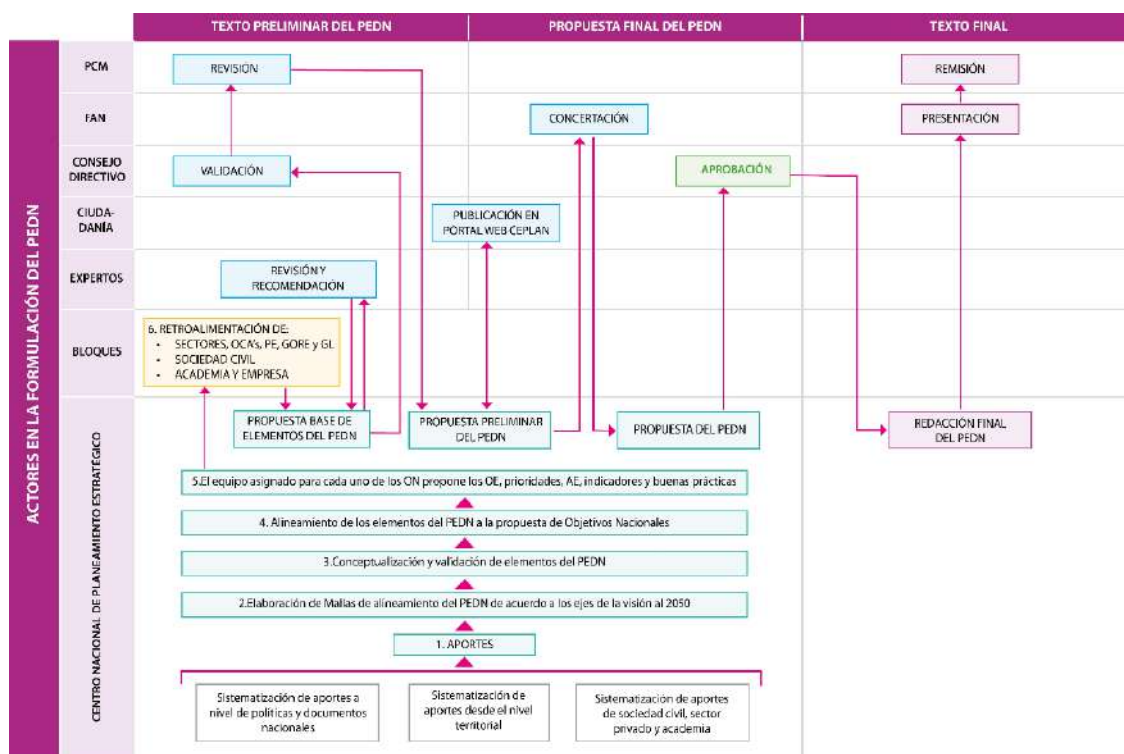 TEXTO PRELIMINAR DEL PEDN
PROPUESTA FINAL DEL PEDN
TEXTO FINAL
ACTORES EN LA FORMULACIÓN DEL PEDN
PCM
REVISIÓN
REMISIÓN
FAN
CONCERTACIÓN
PRESENTACIÓN
CONSEJO
DIRECTIVO
VALIDACIÓN
APROBACIÓN
CIUDA-
DANÍA
PUBLICACIÓN EN
PORTAL WEB CEPLAN
EXPERTOS
REVISIÓN Y
RECOMENDACIÓN
BLOQUES
6. RETROALIMENTACIÓN DE:
• SECTORES, OCA's, PE, GORE y GL
• SOCIEDAD CIVIL
• ACADEMIA Y EMPRESA
CENTRO NACIONAL DE PLANEAMIENTO ESTRATÉGICO
PROPUESTA BASE DE
ELEMENTOS DEL PEDN
PROPUESTA PRELIMINAR
DEL PEDN
PROPUESTA DEL PEDN
REDACCIÓN FINAL
DEL PEDN
5.El equipo asignado para cada uno de los ON propone los OE, prioridades, AE, indicadores y buenas prácticas
4. Alineamiento de los elementos del PEDN a la propuesta de Objetivos Nacionales
3.Conceptualización y validación de elementos del PEDN
2.Elaboración de Mallas de alineamiento del PEDN de acuerdo a los ejes de la visión al 2050
1. APORTES
Sistematización de aportes a
nivel de políticas y documentos
nacionales
Sistematización de
aportes desde el nivel
territorial
Sistematización de aportes
de sociedad civil, sector
privado y academia